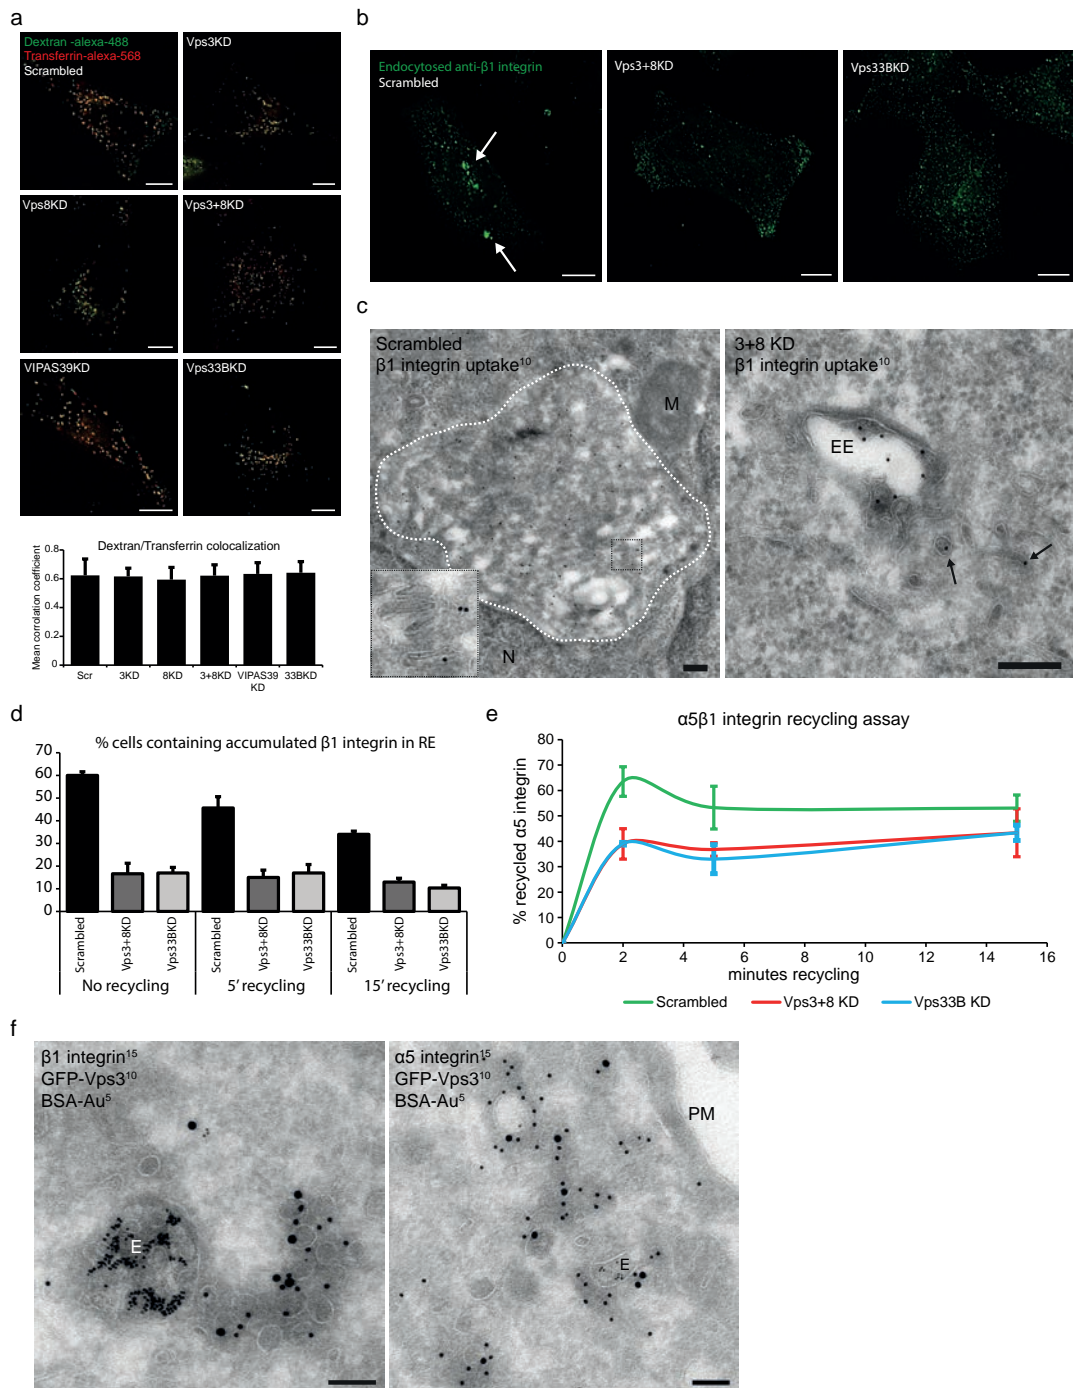 a
Dextran -alexa-488
Transferrin-alexa-568
Scrambled
Vps3KD
Vps8KD
Vps3+8KD
VIPAS39KD
Vps33BKD
Dextran/Transferrin colocalization
Mean corrolation coefficient
0.8
0.6
0.4
0.2
0
Scr
3KD
8KD
3+8KD
VIPAS39
KD
33BKD
b
Endocytosed anti-β1 integrin
Scrambled
Vps3+8KD
Vps33BKD
c
Scrambled
β1 integrin uptake¹⁰
M
N
3+8 KD
β1 integrin uptake¹⁰
EE
d
% cells containing accumulated β1 integrin in RE
70
60
50
40
30
20
10
0
Scrambled
Vps3+8KD
Vps33BKD
Scrambled
Vps3+8KD
Vps33BKD
Scrambled
Vps3+8KD
Vps33BKD
No recycling
5′ recycling
15′ recycling
e
α5β1 integrin recycling assay
% recycled α5 integrin
80
70
60
50
40
30
20
10
0
0 2 4 6 8 10 12 14 16
minutes recycling
Scrambled
Vps3+8 KD
Vps33B KD
f
β1 integrin¹⁵
GFP-Vps3¹⁰
BSA-Au⁵
E
α5 integrin¹⁵
GFP-Vps3¹⁰
BSA-Au⁵
PM
E